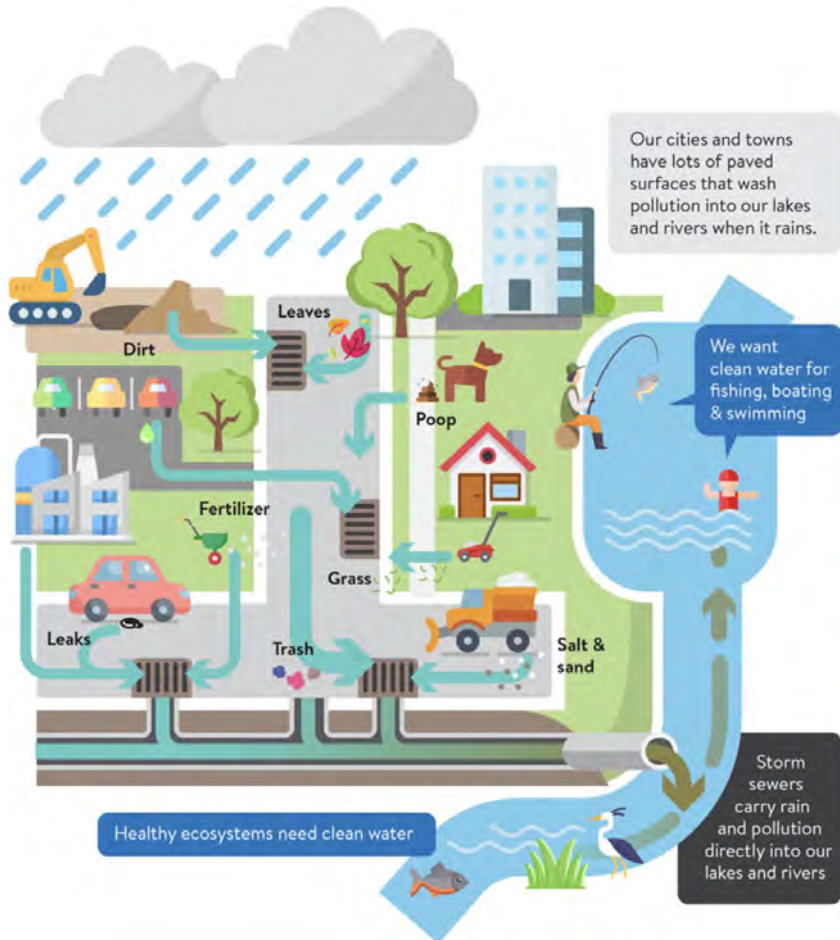 Our cities and towns
have lots of paved
surfaces that wash
pollution into our lakes
and rivers when it rains.
Leaves
Dirt
We want
clean water for
fishing, boating
& swimming
Poop
Fertilizer
Grass
Leaks
Trash
Salt &
sand
Storm
sewers
carry rain
and pollution
directly into our
lakes and rivers
Healthy ecosystems need clean water